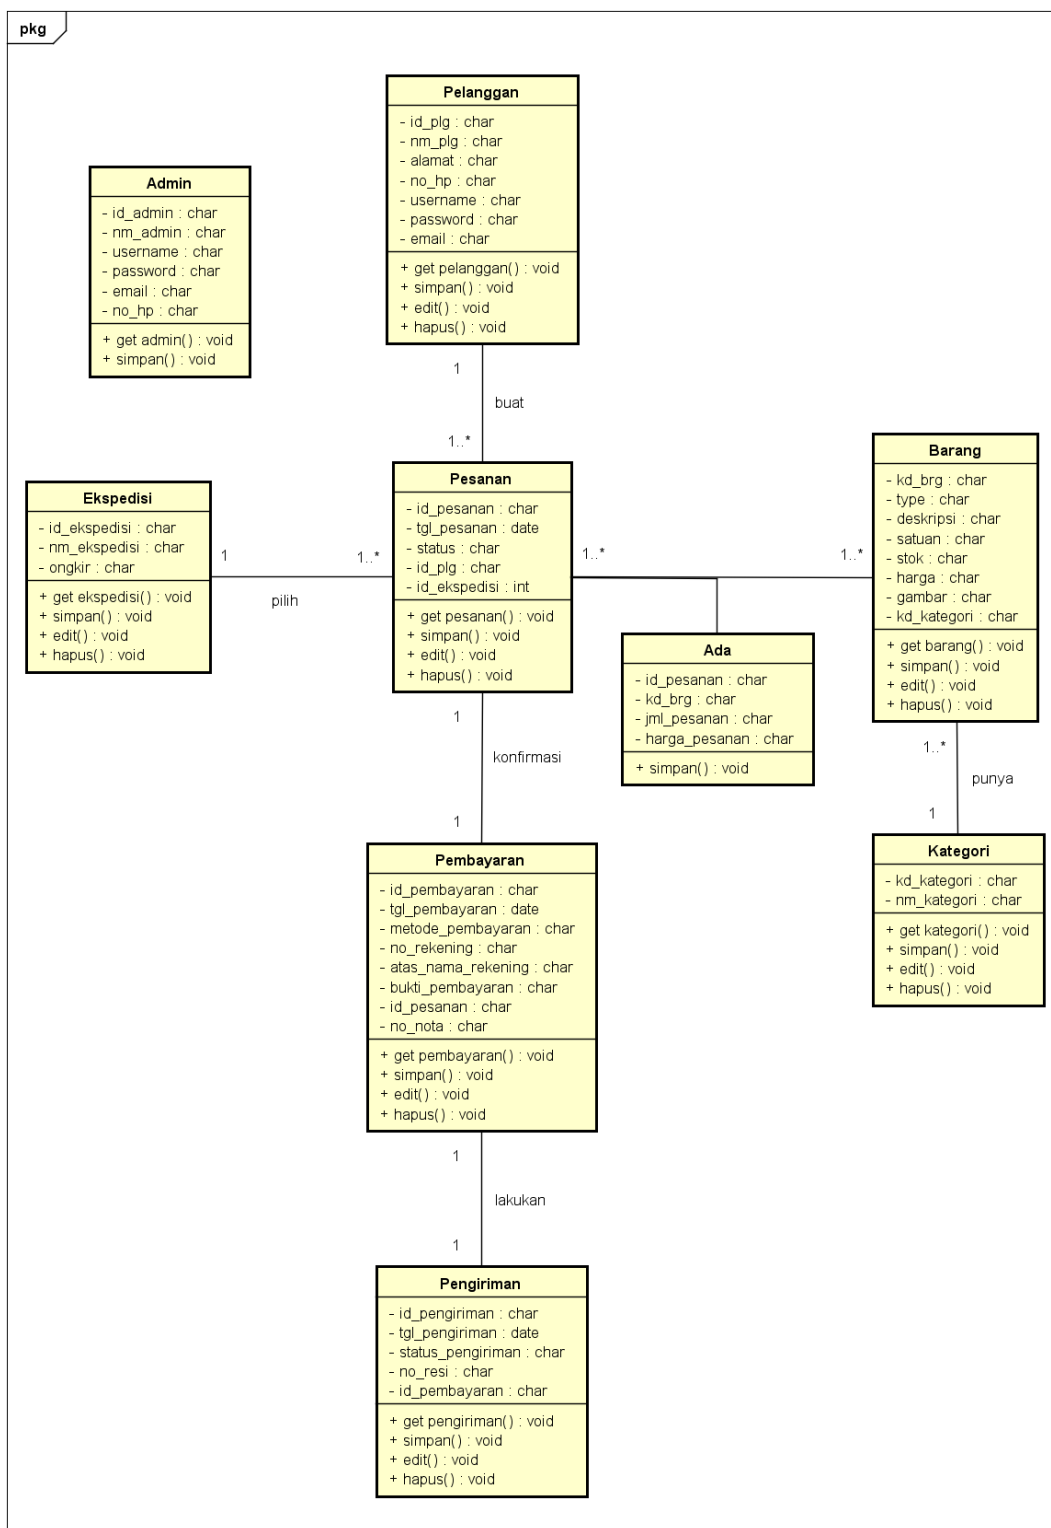 pkg
Pelanggan
- id_plg : char
- nm_plg : char
- alamat : char
- no_hp : char
- username : char
- password : char
- email : char
+ get pelanggan() : void
+ simpan() : void
+ edit() : void
+ hapus() : void
Admin
- id_admin : char
- nm_admin : char
- username : char
- password : char
- email : char
- no_hp : char
+ get admin() : void
+ simpan() : void
1
buat
1..*
Ekspedisi
- id_ekspedisi : char
- nm_ekspedisi : char
- ongkir : char
+ get ekspedisi() : void
+ simpan() : void
+ edit() : void
+ hapus() : void
1
pilih
1..*
Pesanan
- id_pesanan : char
- tgl_pesanan : date
- status : char
- id_plg : char
- id_ekspedisi : int
+ get pesanan() : void
+ simpan() : void
+ edit() : void
+ hapus() : void
1..*
1..*
Barang
- kd_brg : char
- type : char
- deskripsi : char
- satuan : char
- stok : char
- harga : char
- gambar : char
- kd_kategori : char
+ get barang() : void
+ simpan() : void
+ edit() : void
+ hapus() : void
Ada
- id_pesanan : char
- kd_brg : char
- jml_pesanan : char
- harga_pesanan : char
+ simpan() : void
1..*
punya
1
Kategori
- kd_kategori : char
- nm_kategori : char
+ get kategori() : void
+ simpan() : void
+ edit() : void
+ hapus() : void
1
konfirmasi
1
Pembayaran
- id_pembayaran : char
- tgl_pembayaran : date
- metode_pembayaran : char
- no_rekening : char
- atas_nama_rekening : char
- bukti_pembayaran : char
- id_pesanan : char
- no_nota : char
+ get pembayaran() : void
+ simpan() : void
+ edit() : void
+ hapus() : void
1
lakukan
1
Pengiriman
- id_pengiriman : char
- tgl_pengiriman : date
- status_pengiriman : char
- no_resi : char
- id_pembayaran : char
+ get pengiriman() : void
+ simpan() : void
+ edit() : void
+ hapus() : void